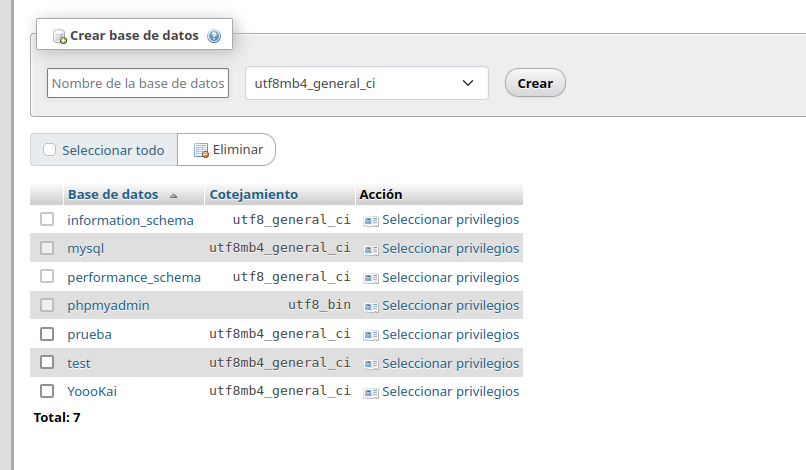 Crear base de datos
Nombre de la base de datos utf8mb4_general_ci Crear
Seleccionar todo Eliminar
Base de datos Cotejamiento Acción
information_schema utf8_general_ci Seleccionar privilegios
mysql utf8mb4_general_ci Seleccionar privilegios
performance_schema utf8_general_ci Seleccionar privilegios
phpmyadmin utf8_bin Seleccionar privilegios
prueba utf8mb4_general_ci Seleccionar privilegios
test utf8mb4_general_ci Seleccionar privilegios
YoooKai utf8mb4_general_ci Seleccionar privilegios
Total: 7